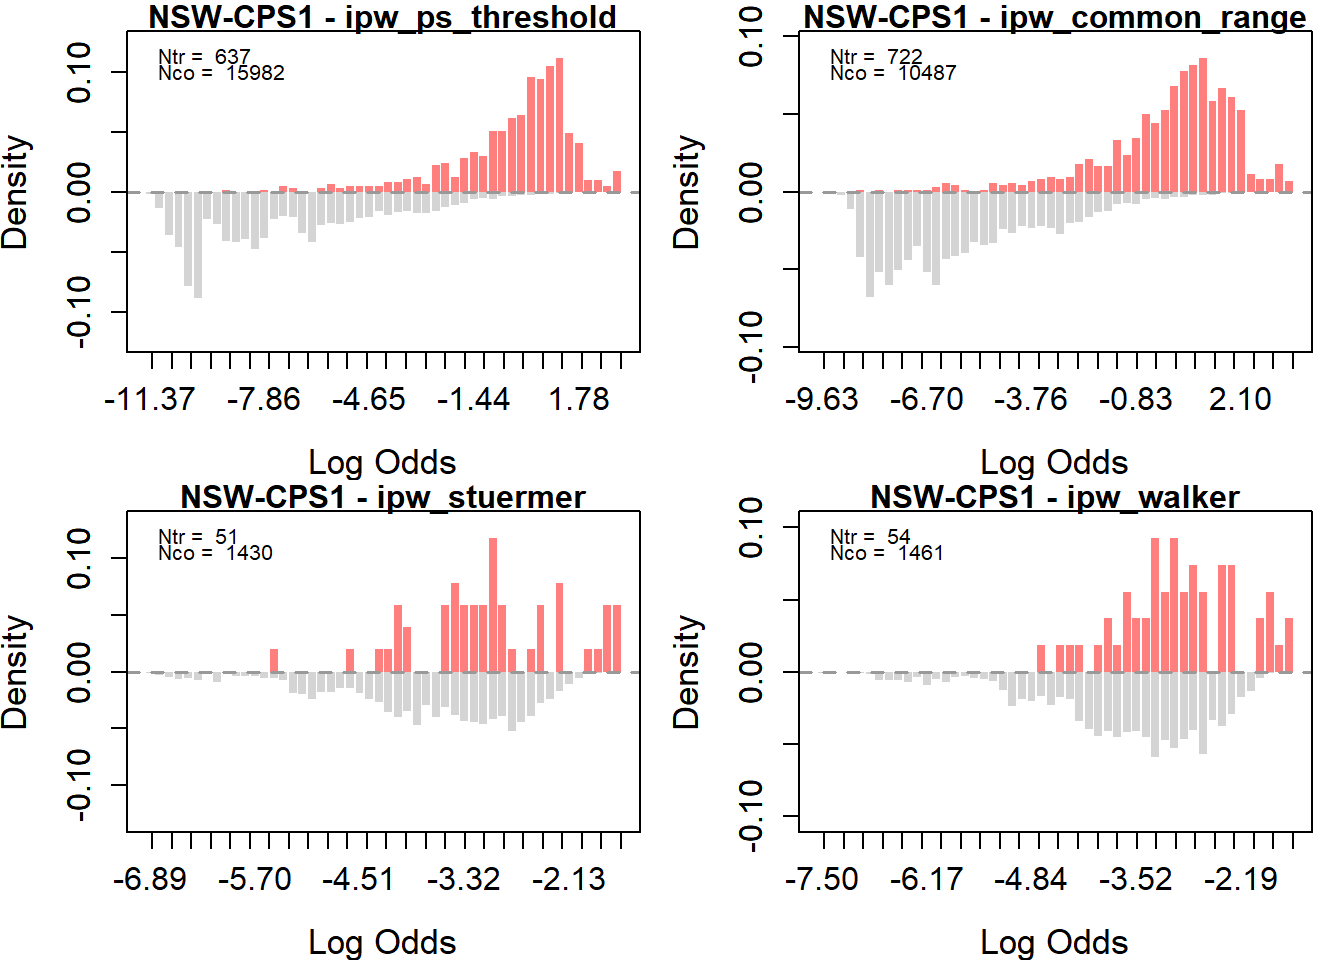 NSW-CPS1 - ipw_ps_threshold
Ntr = 637
Nco = 15982
Density
0.10
0.00
-0.10
-11.37 -7.86 -4.65 -1.44 1.78
Log Odds
NSW-CPS1 - ipw_common_range
Ntr = 722
Nco = 10487
Density
0.10
0.00
-0.10
-9.63 -6.70 -3.76 -0.83 2.10
Log Odds
NSW-CPS1 - ipw_stuermer
Ntr = 51
Nco = 1430
Density
0.10
0.00
-0.10
-6.89 -5.70 -4.51 -3.32 -2.13
Log Odds
NSW-CPS1 - ipw_walker
Ntr = 54
Nco = 1461
Density
0.10
0.00
-0.10
-7.50 -6.17 -4.84 -3.52 -2.19
Log Odds